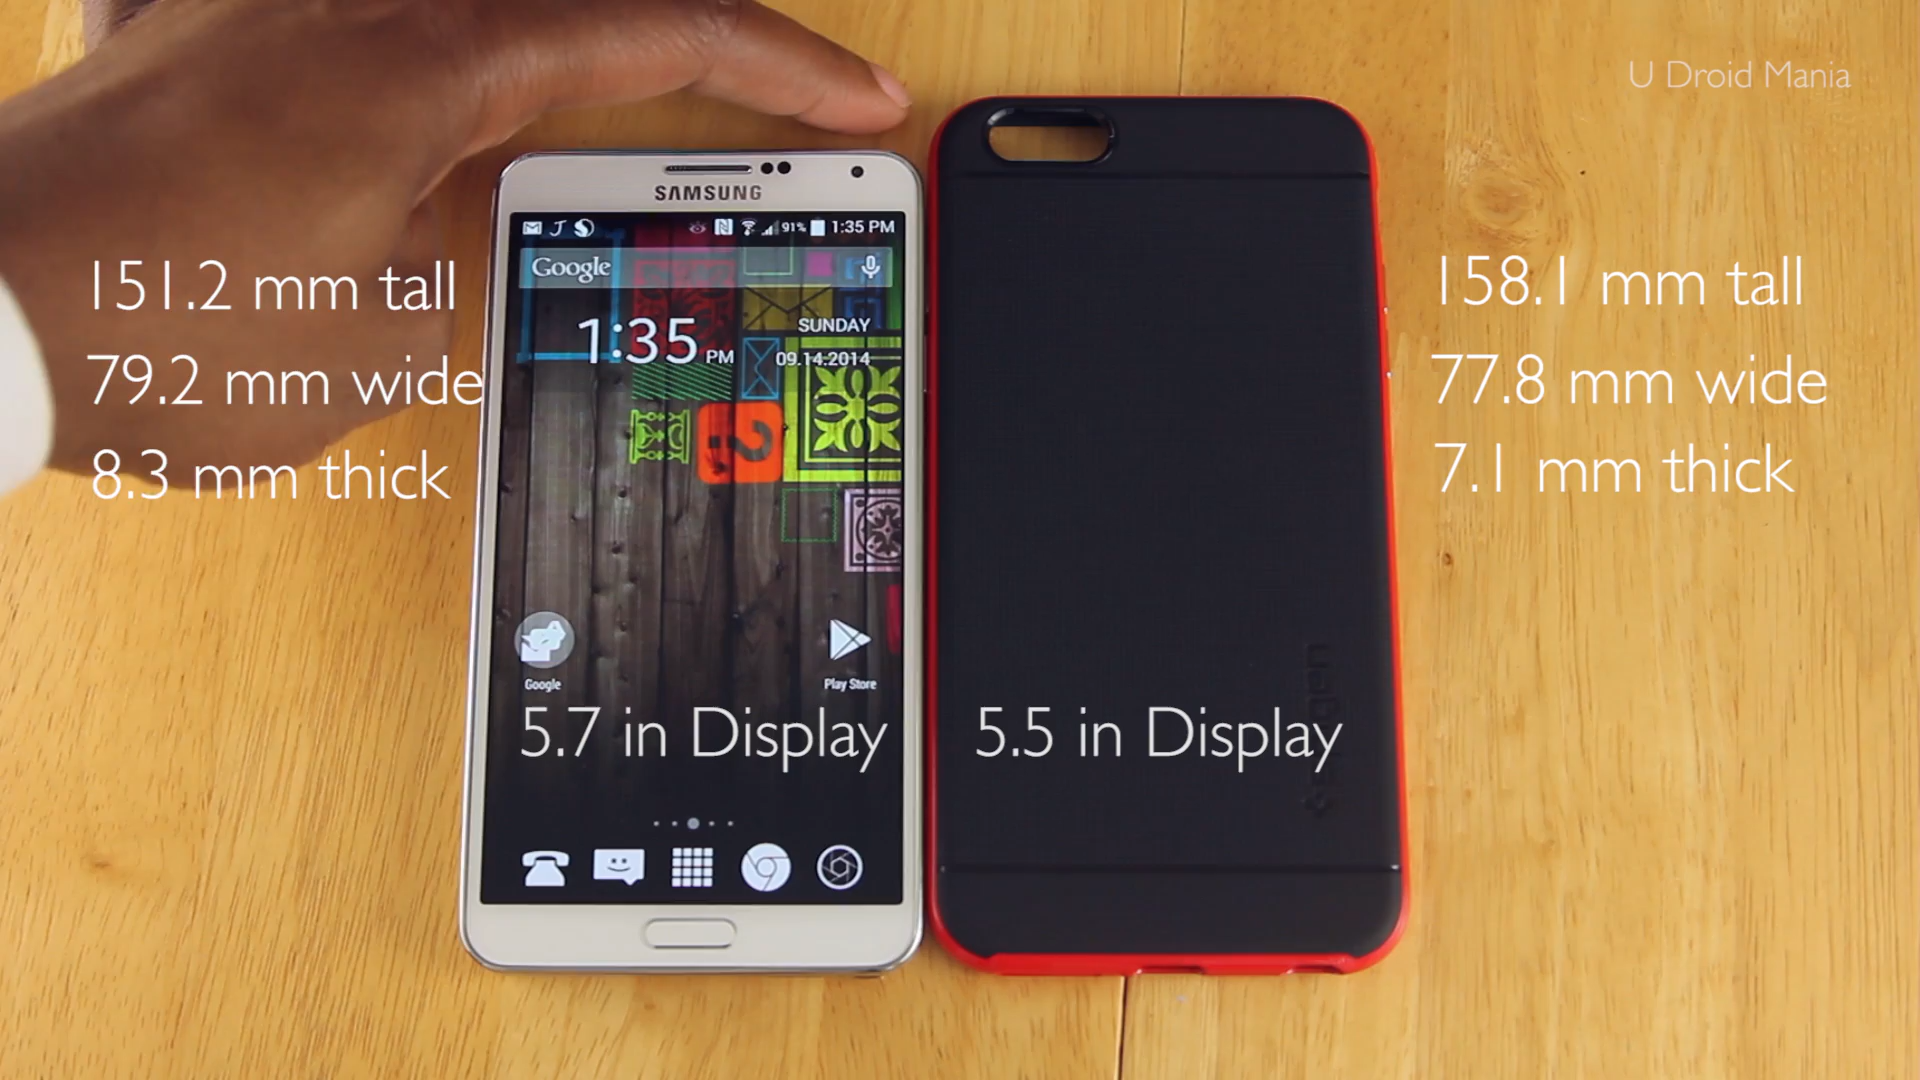 U Droid Mania
SAMSUNG
91% 1:35 PM
Google
1:35 PM
SUNDAY
09.14.2014
151.2 mm tall
79.2 mm wide
8.3 mm thick
158.1 mm tall
77.8 mm wide
7.1 mm thick
Google
Play Store
5.7 in Display
5.5 in Display
spigen